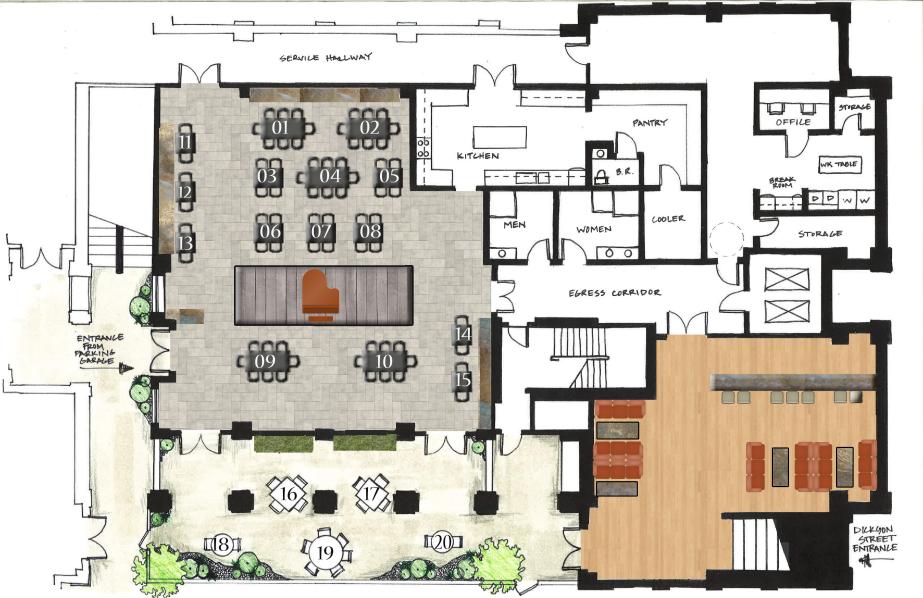 SERVICE HALLWAY
01
02
03
04
05
06
07
08
09
10
11
12
13
14
15
16
17
18
19
20
KITCHEN
PANTRY
B.R.
MEN
WOMEN
COOLER
OFFICE
STORAGE
WK TABLE
BREAK
ROOM
D D W W
STORAGE
EGRESS CORRIDOR
ENTRANCE
FROM
PARKING
GARAGE
DICKSON
STREET
ENTRANCE